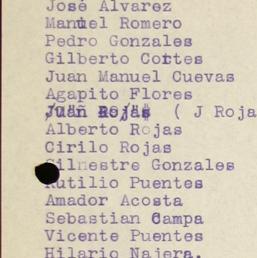 José Alvarez
Manuel Romero
Pedro Gonzales
Gilberto Cortes
Juan Manuel Cuevas
Agapito Flores
Juan Rojas ( J Roja
Alberto Rojas
Cirilo Rojas
Silnestre Gonzales
Rutilio Puentes
Amador Acosta
Sebastian Campa
Vicente Puentes
Hilario Najera.